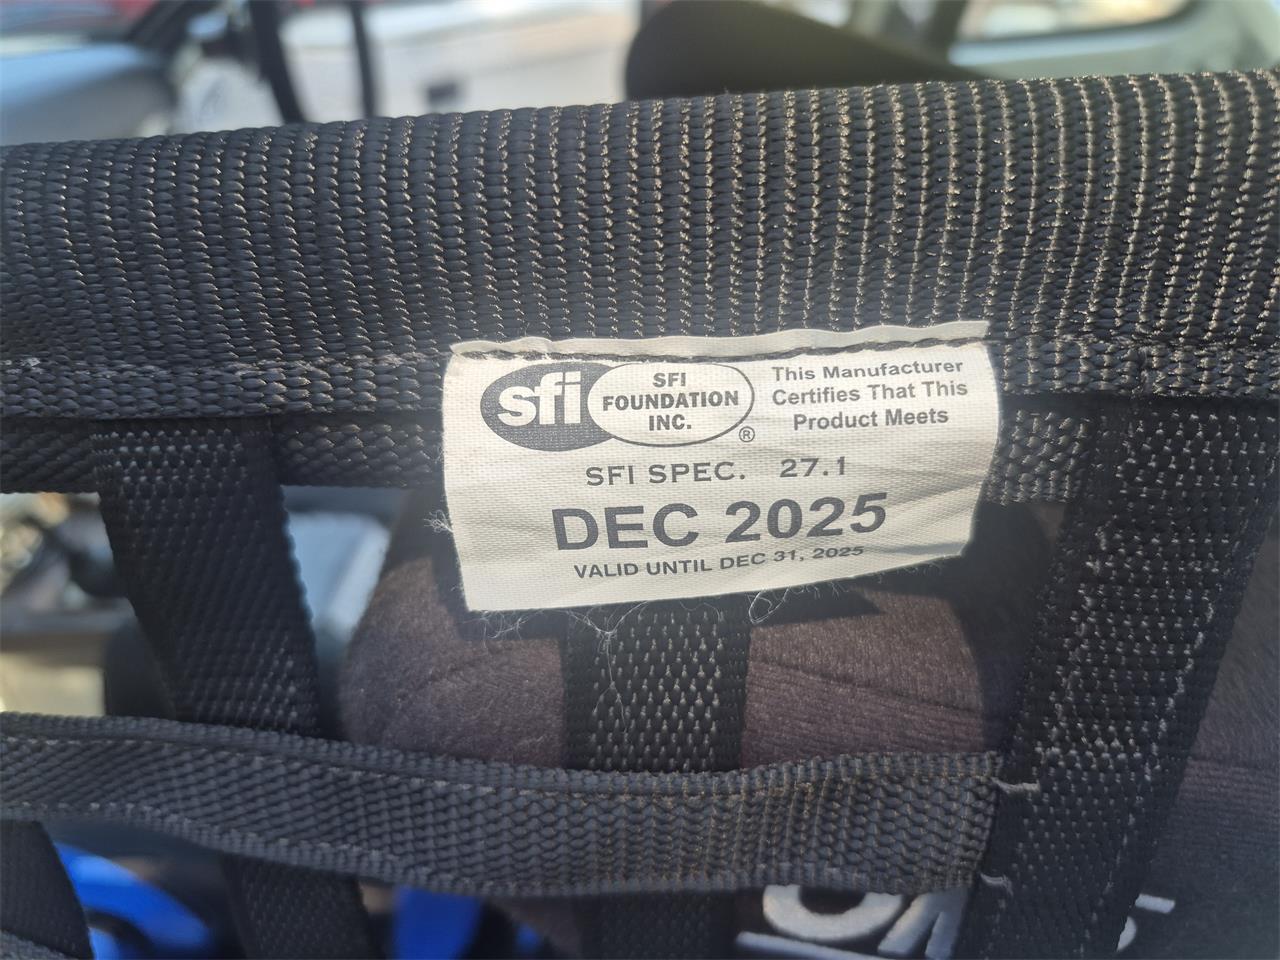 sfi
SFI
FOUNDATION
INC.
®
This Manufacturer
Certifies That This
Product Meets
SFI SPEC. 27.1
DEC 2025
VALID UNTIL DEC 31, 2025